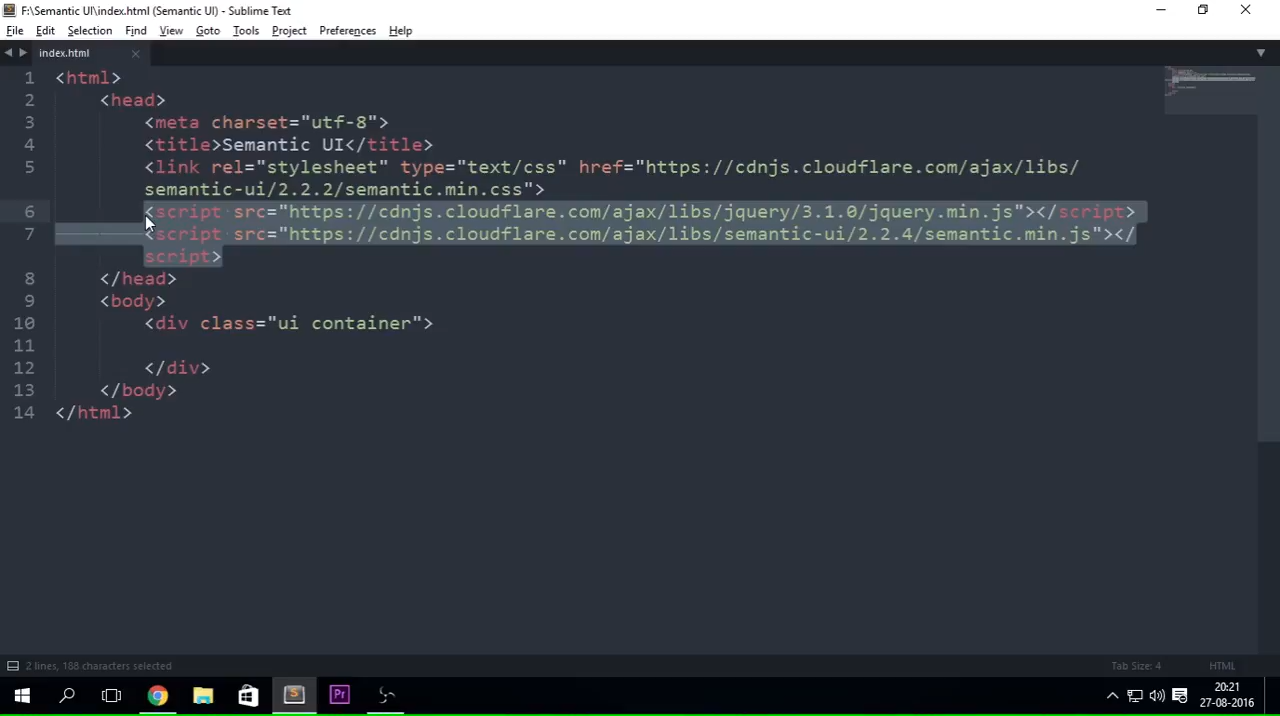 F:\Semantic UI\index.html (Semantic UI) - Sublime Text
File Edit Selection Find View Goto Tools Project Preferences Help
index.html
1 <html>
2 <head>
3 <meta charset="utf-8">
4 <title>Semantic UI</title>
5 <link rel="stylesheet" type="text/css" href="https://cdnjs.cloudflare.com/ajax/libs/
semantic-ui/2.2.2/semantic.min.css">
6 <script src="https://cdnjs.cloudflare.com/ajax/libs/jquery/3.1.0/jquery.min.js"></script>
7 <script src="https://cdnjs.cloudflare.com/ajax/libs/semantic-ui/2.2.4/semantic.min.js"></
script>
8 </head>
9 <body>
10 <div class="ui container">
11
12 </div>
13 </body>
14 </html>
2 lines, 188 characters selected Tab Size: 4 HTML
S Pr 20:21
27-08-2016